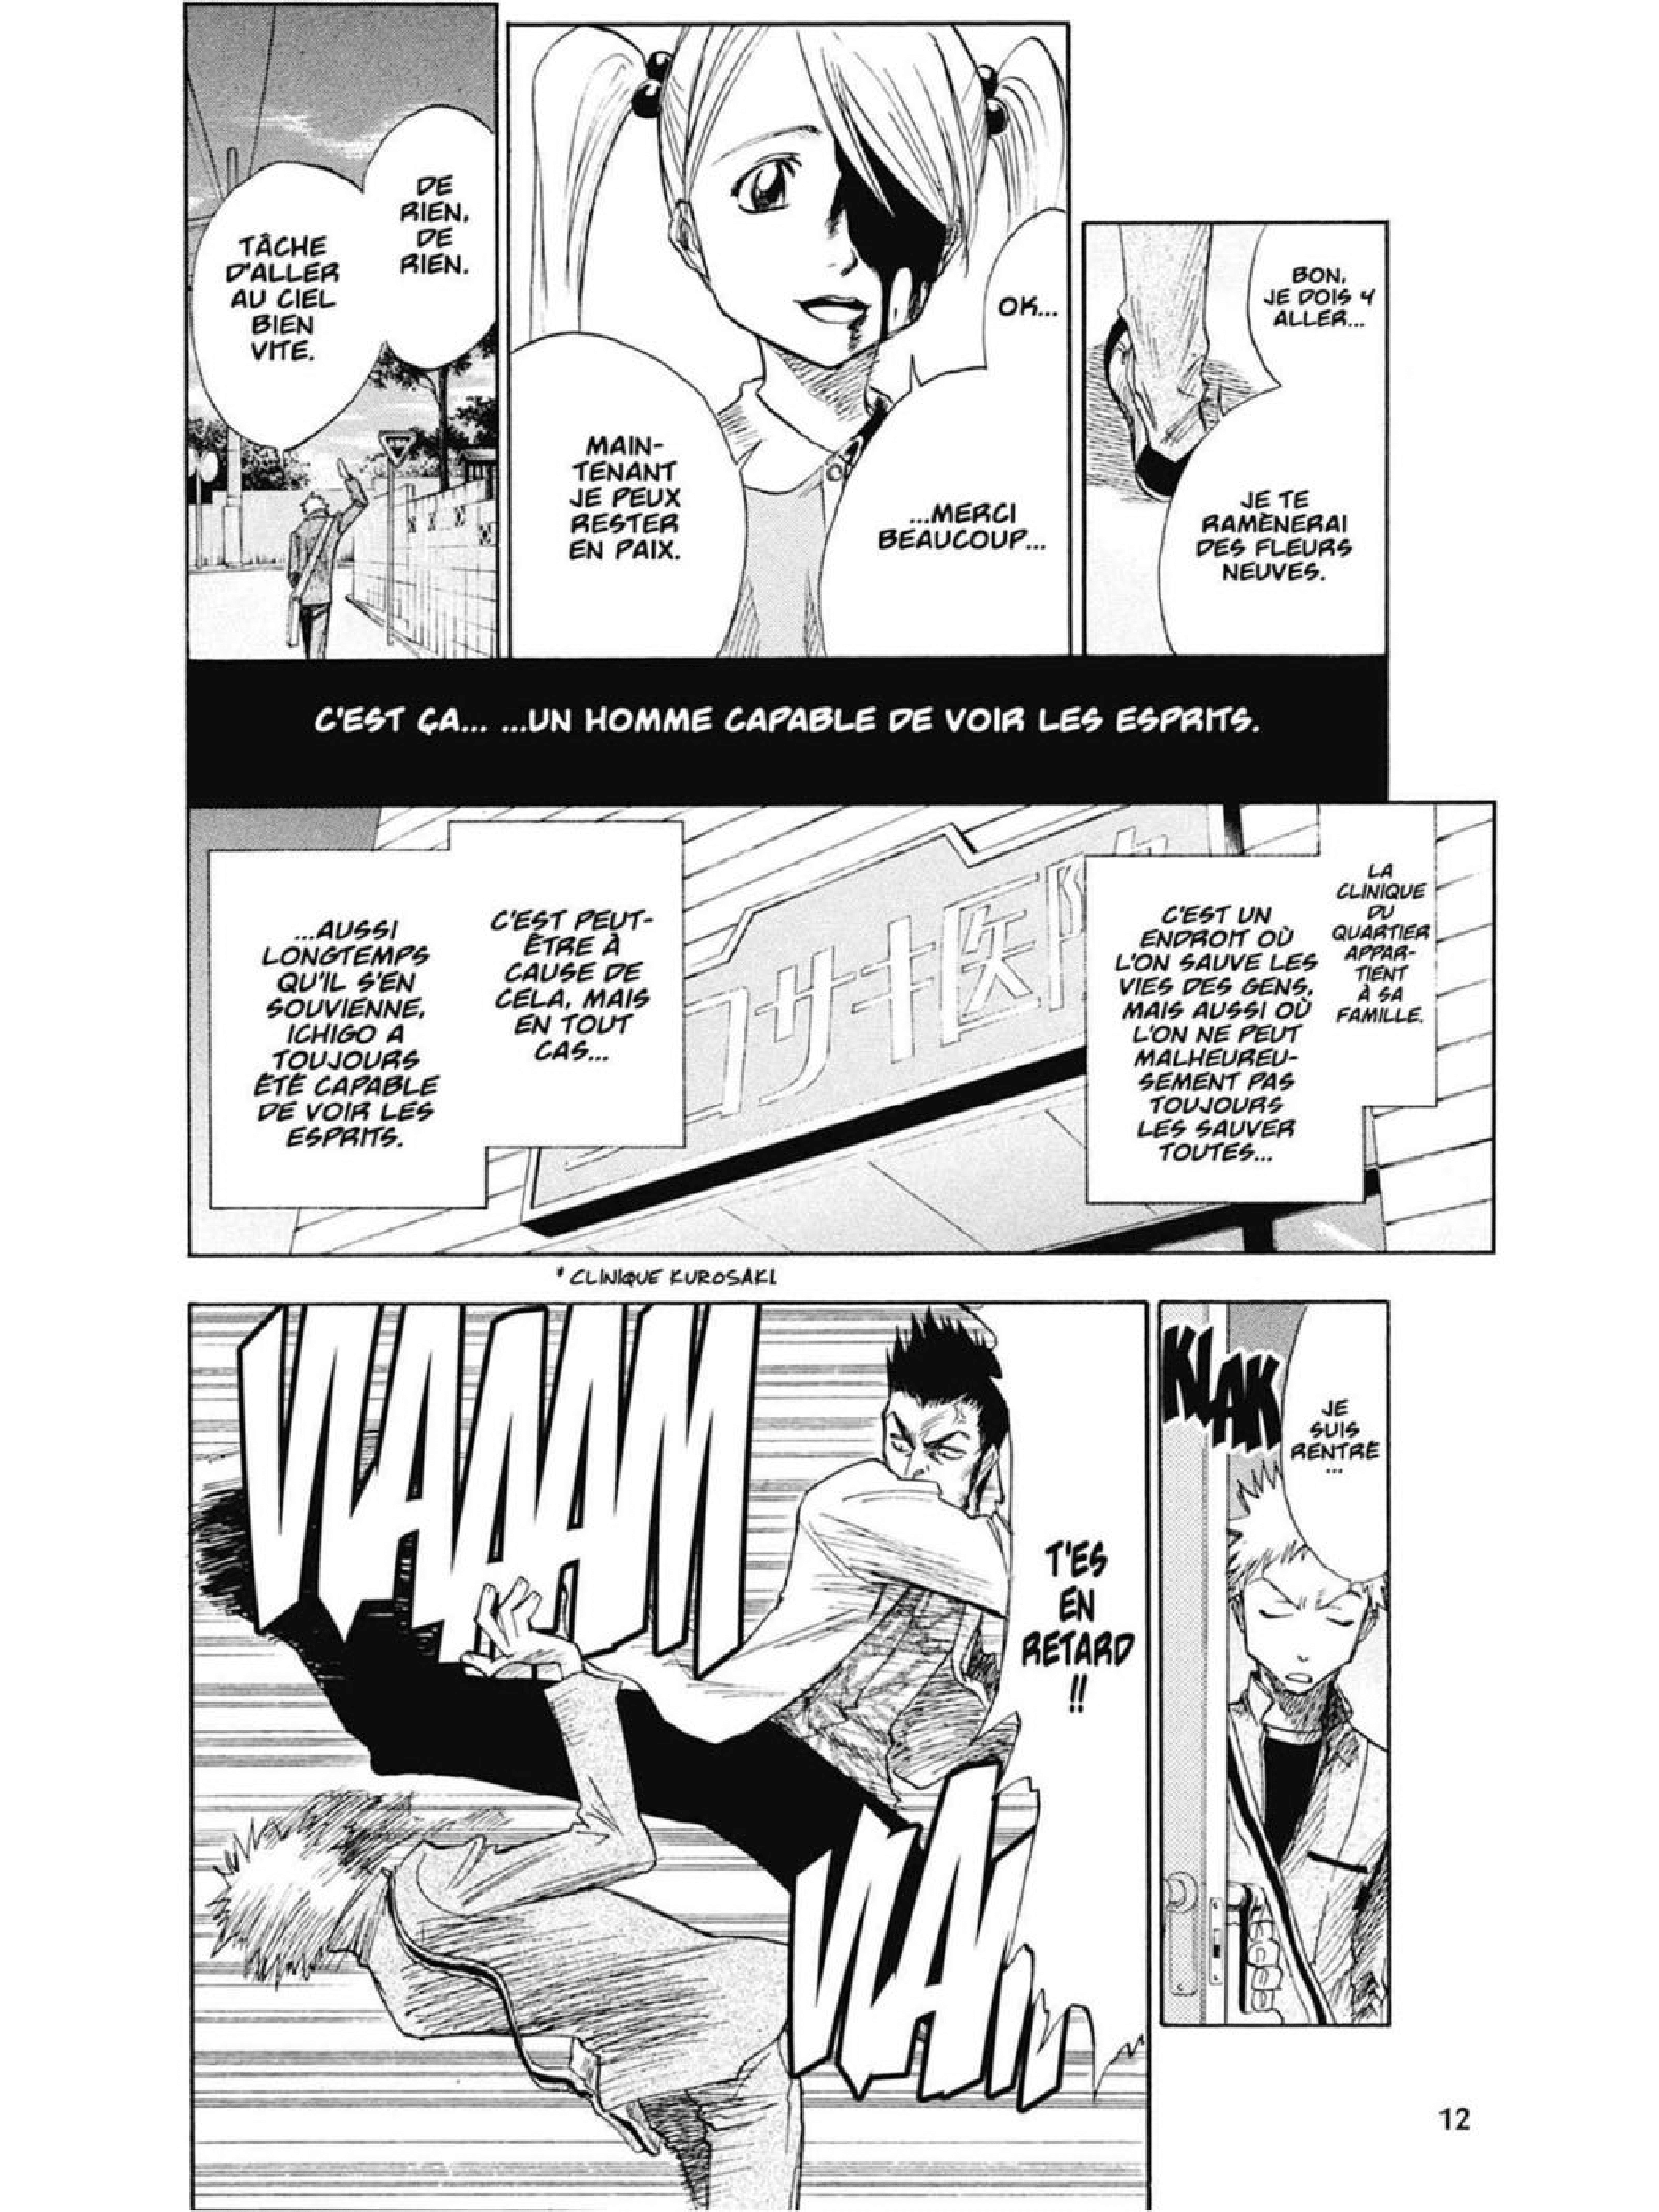 BON,
JE DOIS Y
ALLER...
JE TE
RAMÈNERAI
DES FLEURS
NEUVES.
OK...
...MERCI
BEAUCOUP...
MAIN-
TENANT
JE PEUX
RESTER
EN PAIX.
DE
RIEN,
DE
RIEN.
TÂCHE
D'ALLER
AU CIEL
BIEN
VITE.
C'EST ÇA... ...UN HOMME CAPABLE DE VOIR LES ESPRITS.
LA
CLINIQUE
DU
QUARTIER
APPAR-
TIENT
À SA
FAMILLE.
C'EST UN
ENDROIT OÙ
L'ON SAUVE LES
VIES DES GENS,
MAIS AUSSI OÙ
L'ON NE PEUT
MALHEUREU-
SEMENT PAS
TOUJOURS
LES SAUVER
TOUTES...
サキ医院
C'EST PEUT-
ÊTRE À
CAUSE DE
CELA, MAIS
EN TOUT
CAS...
...AUSSI
LONGTEMPS
QU'IL S'EN
SOUVIENNE,
ICHIGO A
TOUJOURS
ÉTÉ CAPABLE
DE VOIR LES
ESPRITS.
* CLINIQUE KUROSAKI
KLAK
JE
SUIS
RENTRÉ
...
T'ES
EN
RETARD
!!
VLAAAM
12